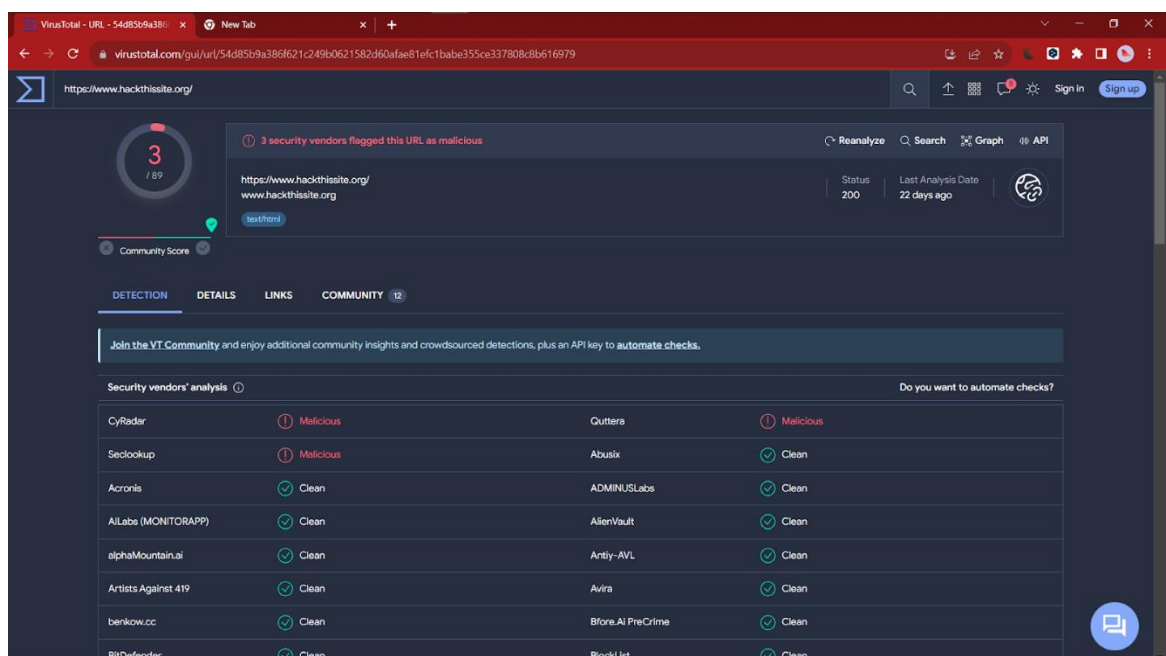 VirusTotal - URL - 54d85b9a386 New Tab
virustotal.com/gui/url/54d85b9a386f621c249b0621582d60afae81efc1babe355ce337808c8b616979
https://www.hackthissite.org/ Sign in Sign up
3 / 89
3 security vendors flagged this URL as malicious Reanalyze Search Graph API
https://www.hackthissite.org/
www.hackthissite.org
text/html
Status 200
Last Analysis Date 22 days ago
Community Score
DETECTION DETAILS LINKS COMMUNITY 12
Join the VT Community and enjoy additional community insights and crowdsourced detections, plus an API key to automate checks.
Security vendors' analysis Do you want to automate checks?
CyRadar Malicious Quttera Malicious
Seclookup Malicious Abusix Clean
Acronis Clean ADMINUSLabs Clean
AILabs (MONITORAPP) Clean AlienVault Clean
alphaMountain.ai Clean Antiy-AVL Clean
Artists Against 419 Clean Avira Clean
benkow.cc Clean Bfore.Ai PreCrime Clean
BitDefender Clean BlockList Clean